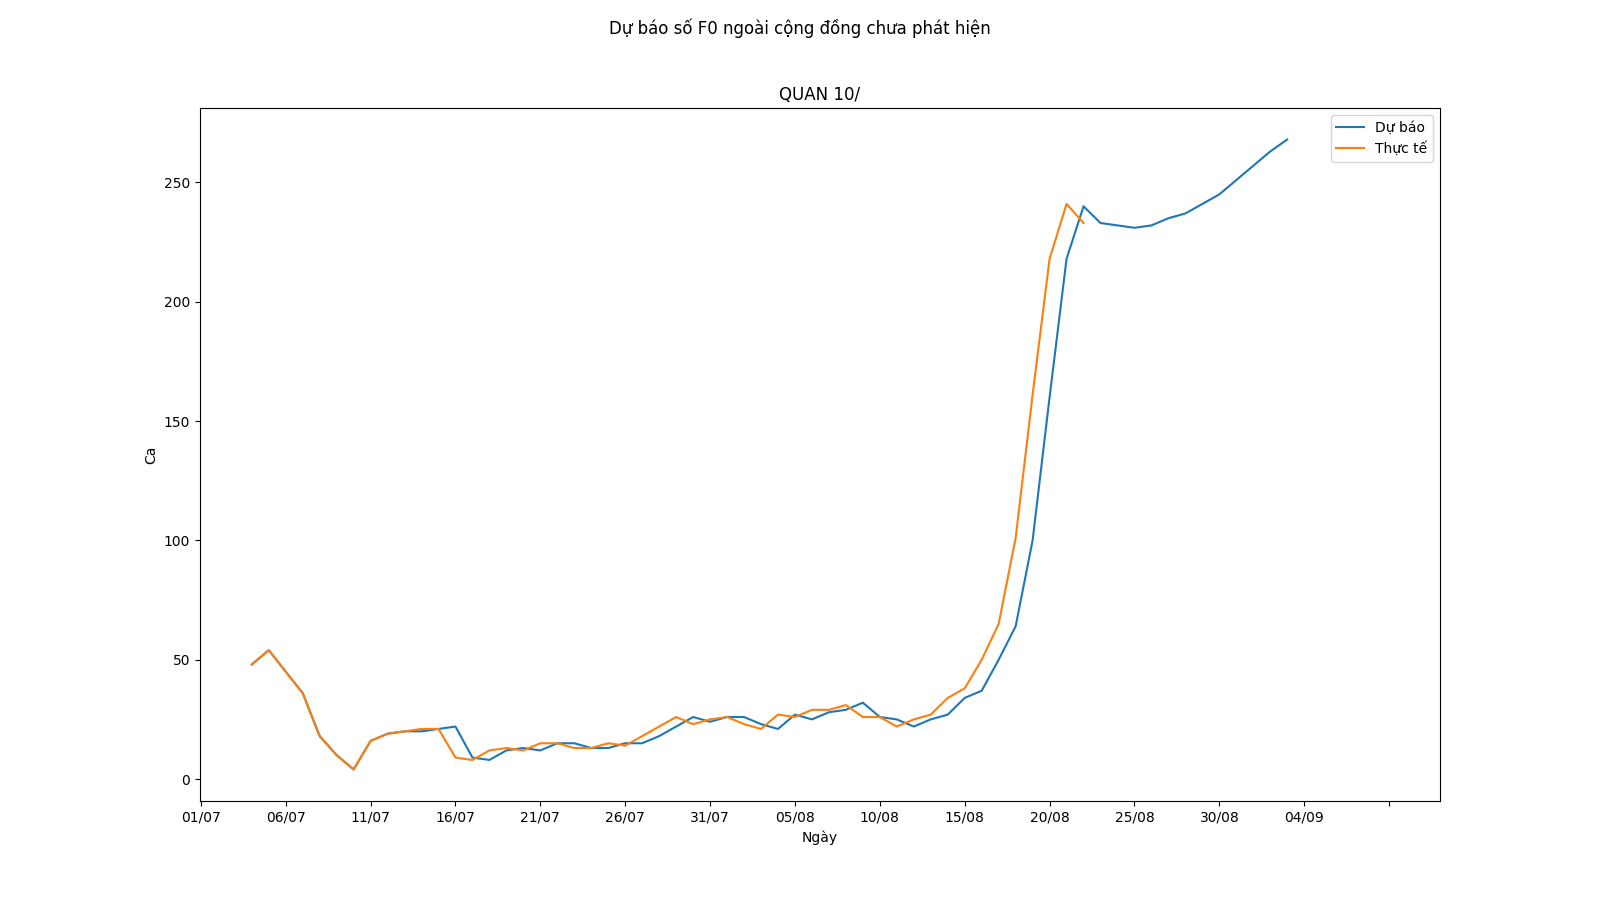 Dự báo số F0 ngoài cộng đồng chưa phát hiện
QUAN 10/
Dự báo
Thực tế
250
200
150
100
50
0
Ca
01/07 06/07 11/07 16/07 21/07 26/07 31/07 05/08 10/08 15/08 20/08 25/08 30/08 04/09
Ngày